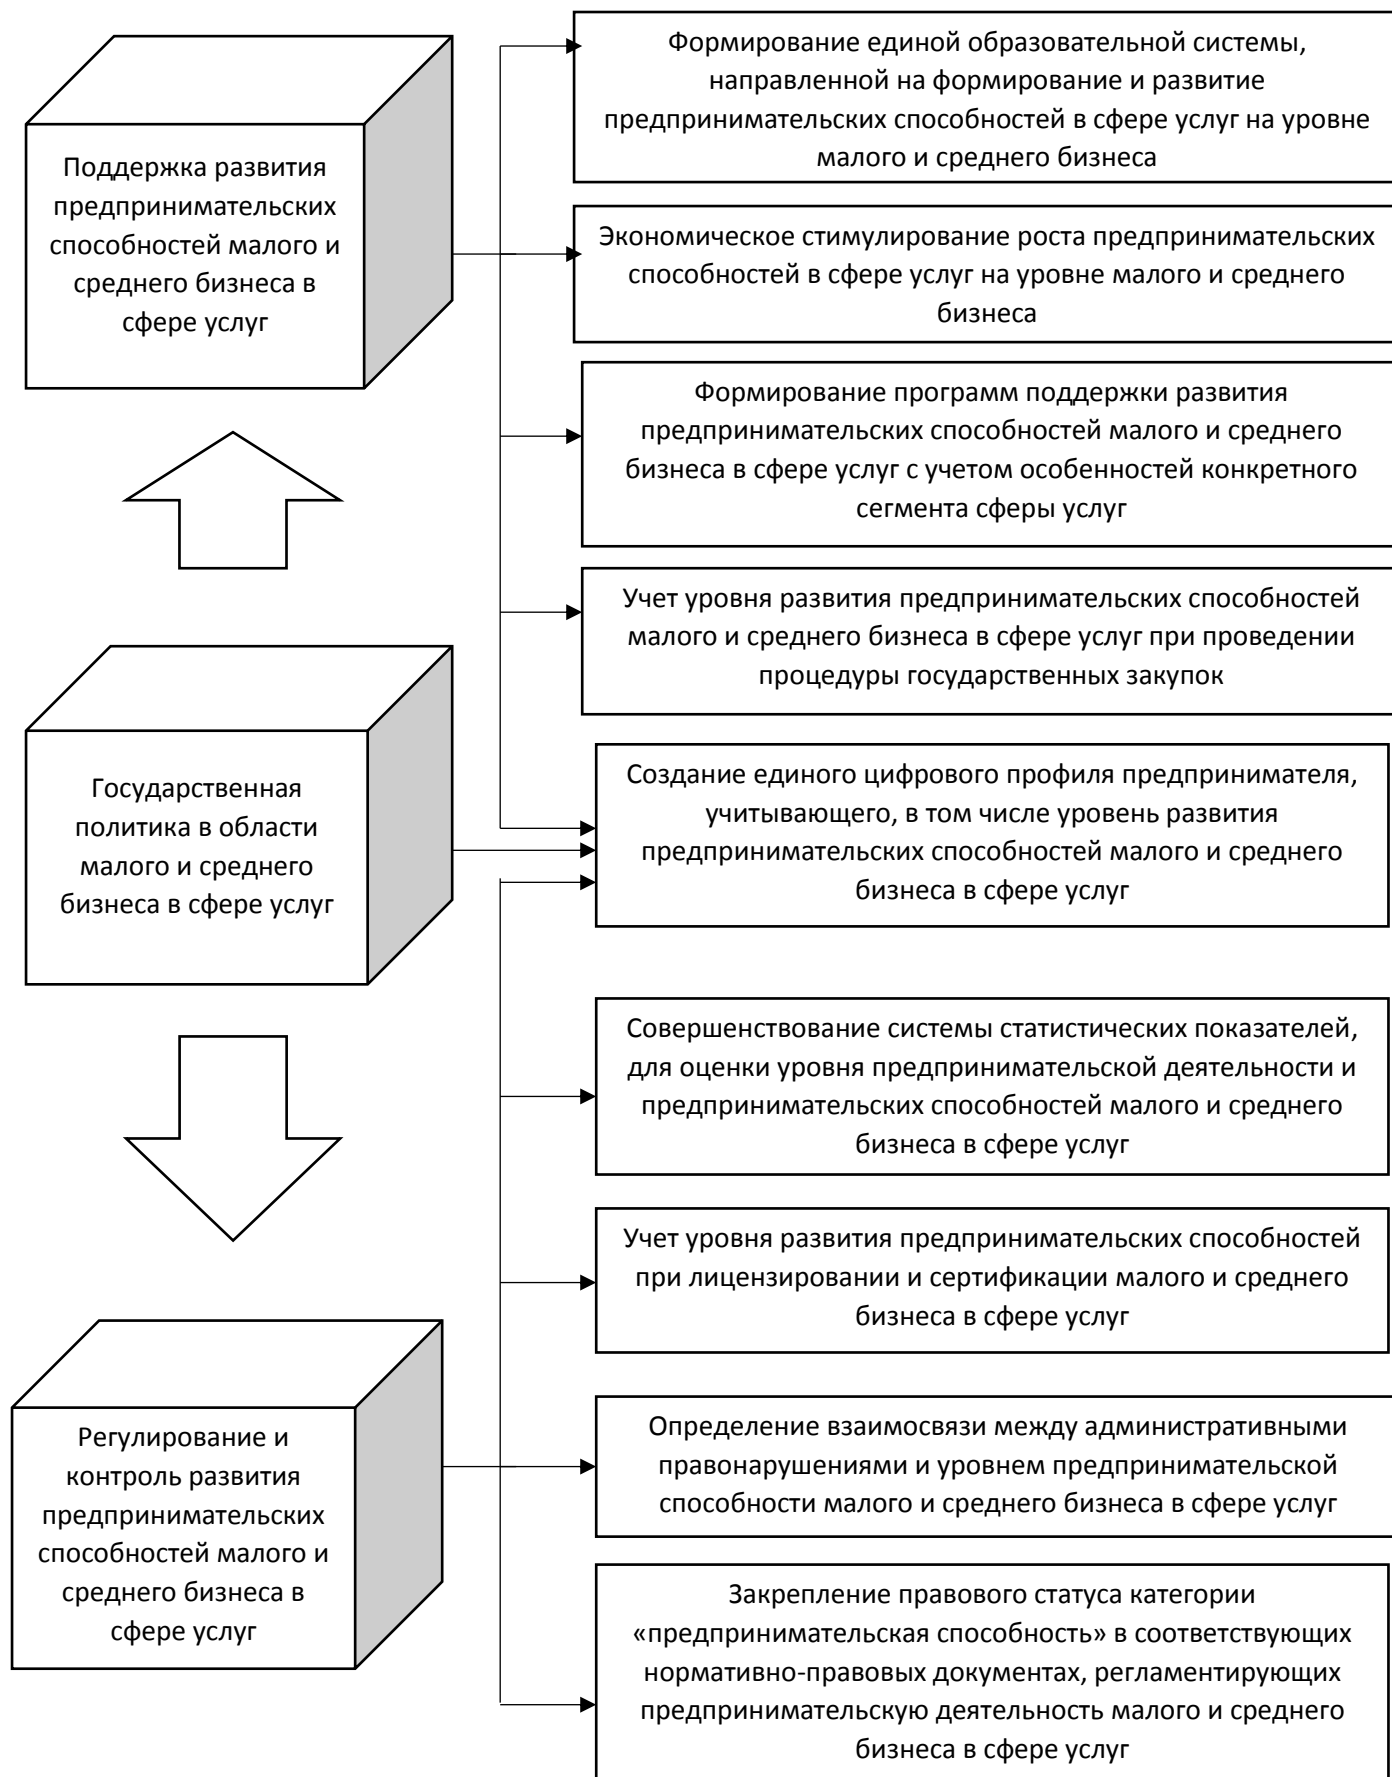 Поддержка развития
предпринимательских
способностей малого и
среднего бизнеса в
сфере услуг
Формирование единой образовательной системы,
направленной на формирование и развитие
предпринимательских способностей в сфере услуг на уровне
малого и среднего бизнеса
Экономическое стимулирование роста предпринимательских
способностей в сфере услуг на уровне малого и среднего
бизнеса
Формирование программ поддержки развития
предпринимательских способностей малого и среднего
бизнеса в сфере услуг с учетом особенностей конкретного
сегмента сферы услуг
Учет уровня развития предпринимательских способностей
малого и среднего бизнеса в сфере услуг при проведении
процедуры государственных закупок
Государственная
политика в области
малого и среднего
бизнеса в сфере услуг
Создание единого цифрового профиля предпринимателя,
учитывающего, в том числе уровень развития
предпринимательских способностей малого и среднего
бизнеса в сфере услуг
Совершенствование системы статистических показателей,
для оценки уровня предпринимательской деятельности и
предпринимательских способностей малого и среднего
бизнеса в сфере услуг
Учет уровня развития предпринимательских способностей
при лицензировании и сертификации малого и среднего
бизнеса в сфере услуг
Регулирование и
контроль развития
предпринимательских
способностей малого и
среднего бизнеса в
сфере услуг
Определение взаимосвязи между административными
правонарушениями и уровнем предпринимательской
способности малого и среднего бизнеса в сфере услуг
Закрепление правового статуса категории
«предпринимательская способность» в соответствующих
нормативно-правовых документах, регламентирующих
предпринимательскую деятельность малого и среднего
бизнеса в сфере услуг